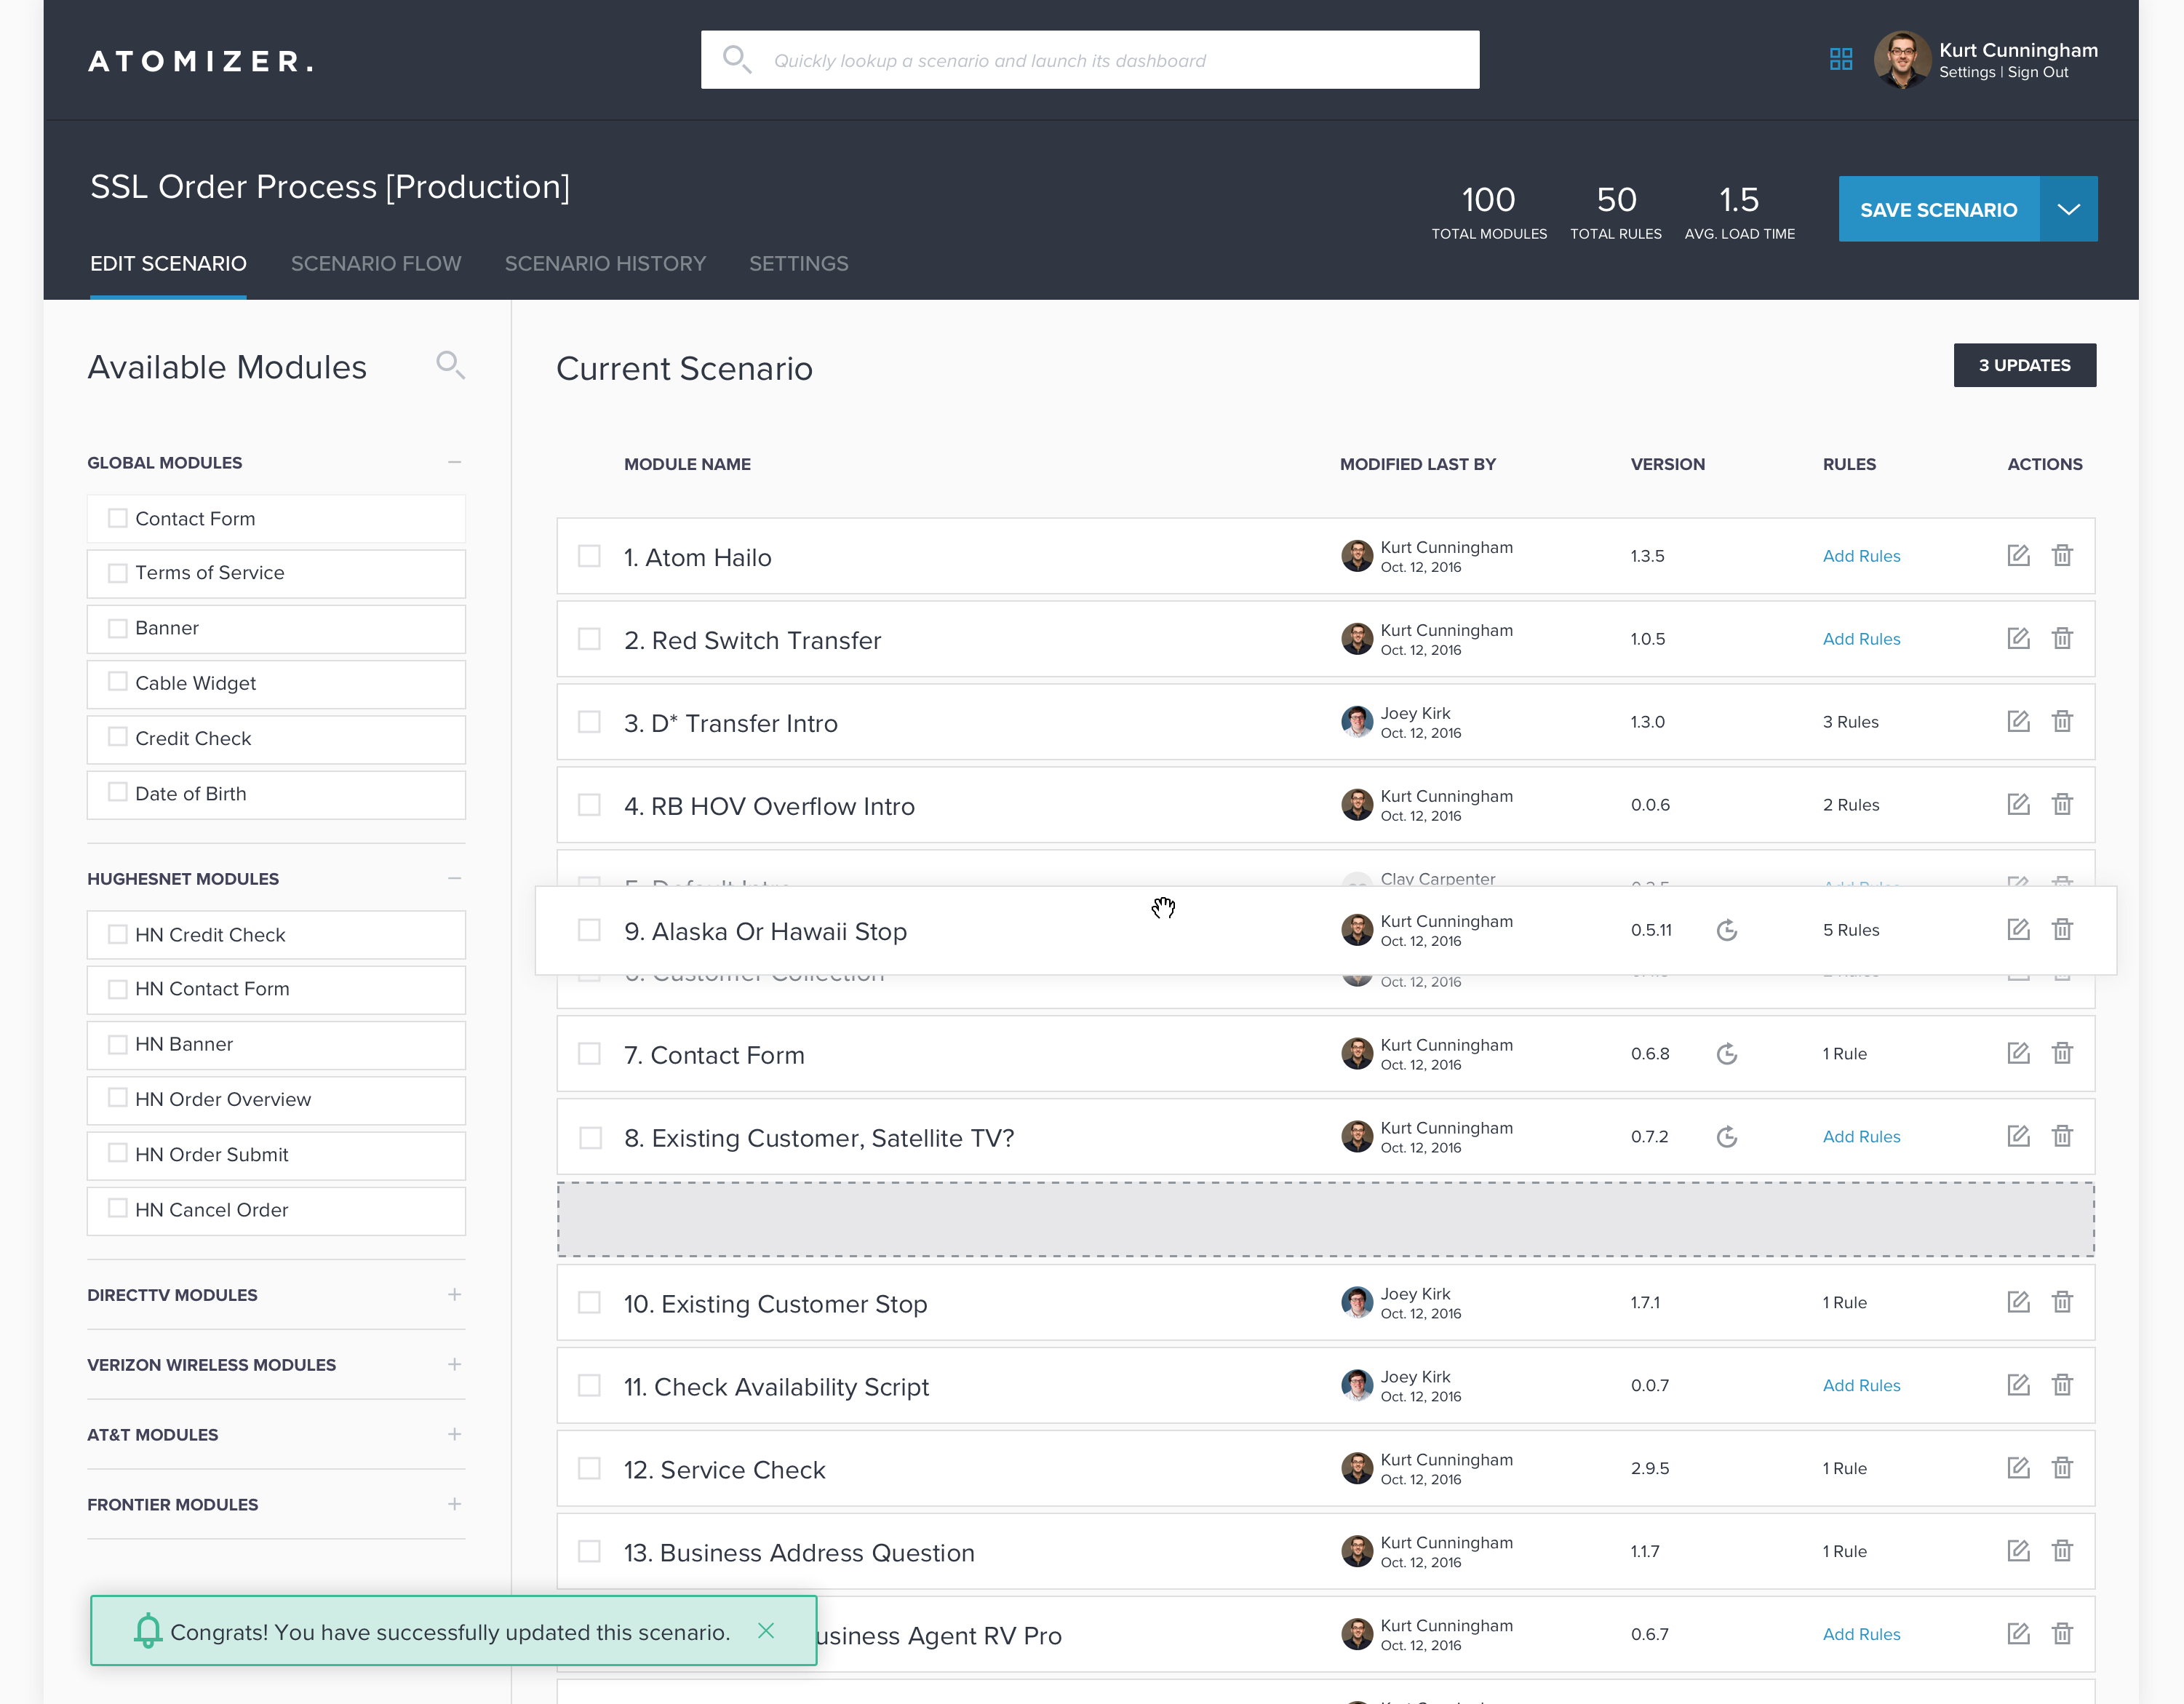 ATOMIZER.
Quickly lookup a scenario and launch its dashboard
Kurt Cunningham
Settings | Sign Out
SSL Order Process [Production]
100
TOTAL MODULES
50
TOTAL RULES
1.5
AVG. LOAD TIME
SAVE SCENARIO
EDIT SCENARIO
SCENARIO FLOW
SCENARIO HISTORY
SETTINGS
Available Modules
GLOBAL MODULES
Contact Form
Terms of Service
Banner
Cable Widget
Credit Check
Date of Birth
HUGHESNET MODULES
HN Credit Check
HN Contact Form
HN Banner
HN Order Overview
HN Order Submit
HN Cancel Order
DIRECTTV MODULES
VERIZON WIRELESS MODULES
AT&T MODULES
FRONTIER MODULES
Current Scenario
3 UPDATES
MODULE NAME MODIFIED LAST BY VERSION RULES ACTIONS
1. Atom Hailo Kurt Cunningham 1.3.5 Add Rules
Oct. 12, 2016
2. Red Switch Transfer Kurt Cunningham 1.0.5 Add Rules
Oct. 12, 2016
3. D* Transfer Intro Joey Kirk 1.3.0 3 Rules
Oct. 12, 2016
4. RB HOV Overflow Intro Kurt Cunningham 0.0.6 2 Rules
Oct. 12, 2016
5. Default Intro Clay Carpenter Add Rules
9. Alaska Or Hawaii Stop Kurt Cunningham 0.5.11 5 Rules
Oct. 12, 2016
Customer Collection Oct. 12, 2016
7. Contact Form Kurt Cunningham 0.6.8 1 Rule
Oct. 12, 2016
8. Existing Customer, Satellite TV? Kurt Cunningham 0.7.2 Add Rules
Oct. 12, 2016
10. Existing Customer Stop Joey Kirk 1.7.1 1 Rule
Oct. 12, 2016
11. Check Availability Script Joey Kirk 0.0.7 Add Rules
Oct. 12, 2016
12. Service Check Kurt Cunningham 2.9.5 1 Rule
Oct. 12, 2016
13. Business Address Question Kurt Cunningham 1.1.7 1 Rule
Oct. 12, 2016
usiness Agent RV Pro Kurt Cunningham 0.6.7 Add Rules
Oct. 12, 2016
Congrats! You have successfully updated this scenario.